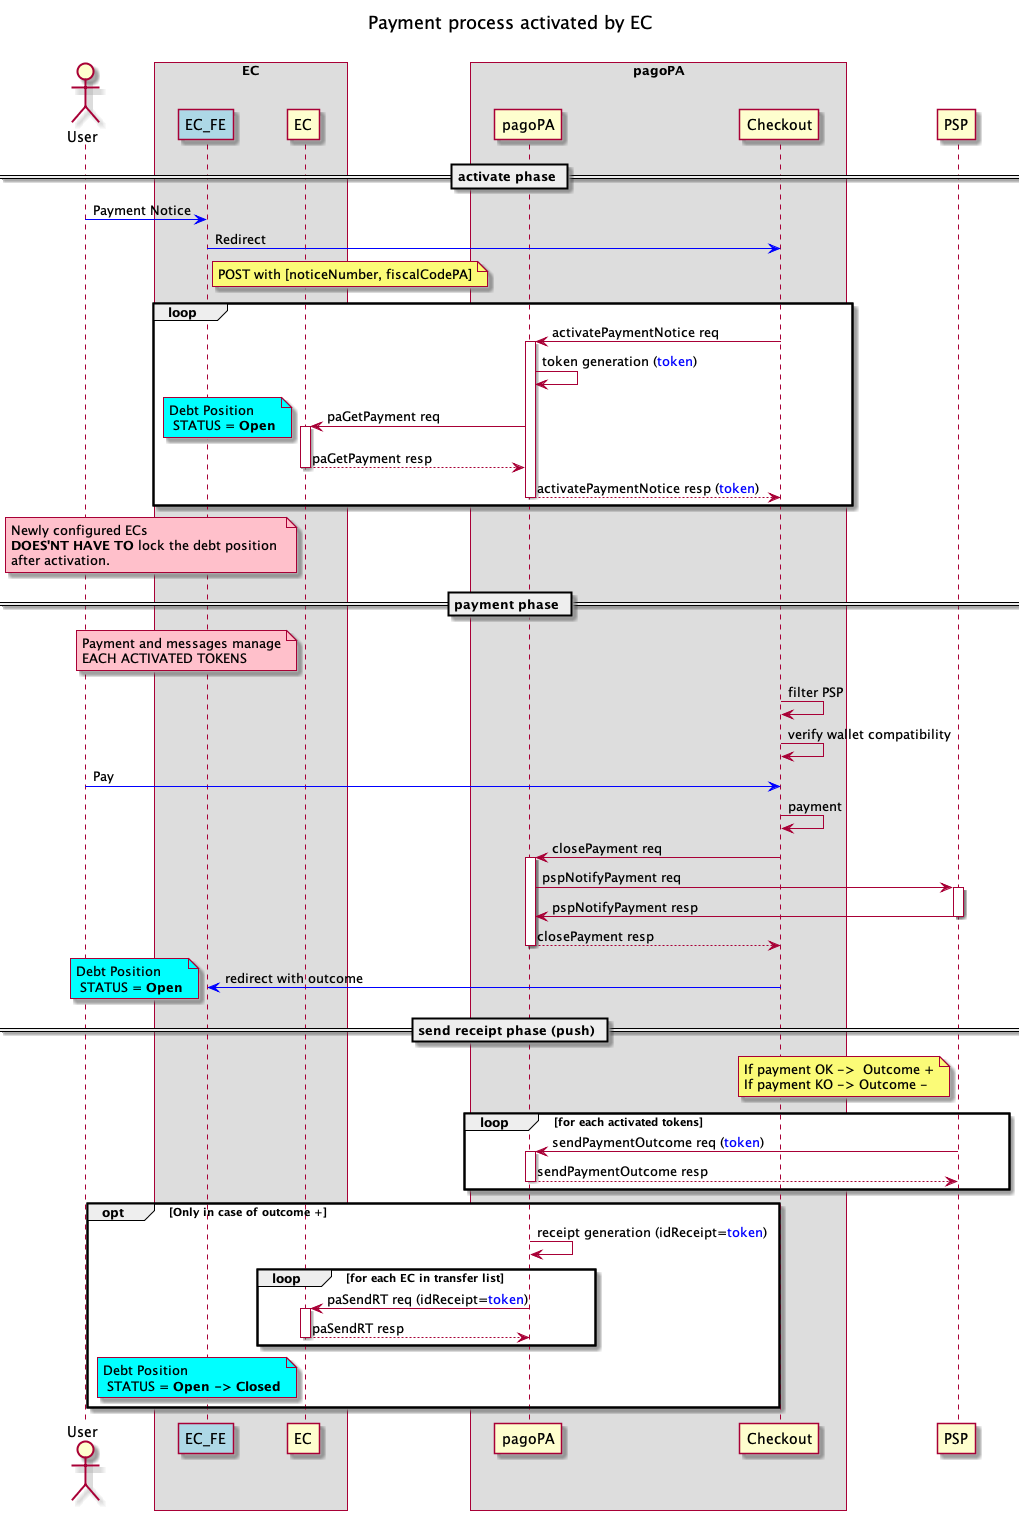 Payment process activated by EC
EC
pagoPA
User
EC_FE
EC
pagoPA
Checkout
PSP
activate phase
Payment Notice
Redirect
POST with [noticeNumber, fiscalCodePA]
loop
activatePaymentNotice req
token generation (token)
Debt Position
STATUS = Open
paGetPayment req
paGetPayment resp
activatePaymentNotice resp (token)
Newly configured ECs
DOES'NT HAVE TO lock the debt position
after activation.
payment phase
Payment and messages manage
EACH ACTIVATED TOKENS
filter PSP
verify wallet compatibility
Pay
payment
closePayment req
pspNotifyPayment req
pspNotifyPayment resp
closePayment resp
Debt Position
STATUS = Open
redirect with outcome
send receipt phase (push)
If payment OK -> Outcome +
If payment KO -> Outcome -
loop
[for each activated tokens]
sendPaymentOutcome req (token)
sendPaymentOutcome resp
opt
[Only in case of outcome +]
receipt generation (idReceipt=token)
loop
[for each EC in transfer list]
paSendRT req (idReceipt=token)
paSendRT resp
Debt Position
STATUS = Open -> Closed
User
EC_FE
EC
pagoPA
Checkout
PSP